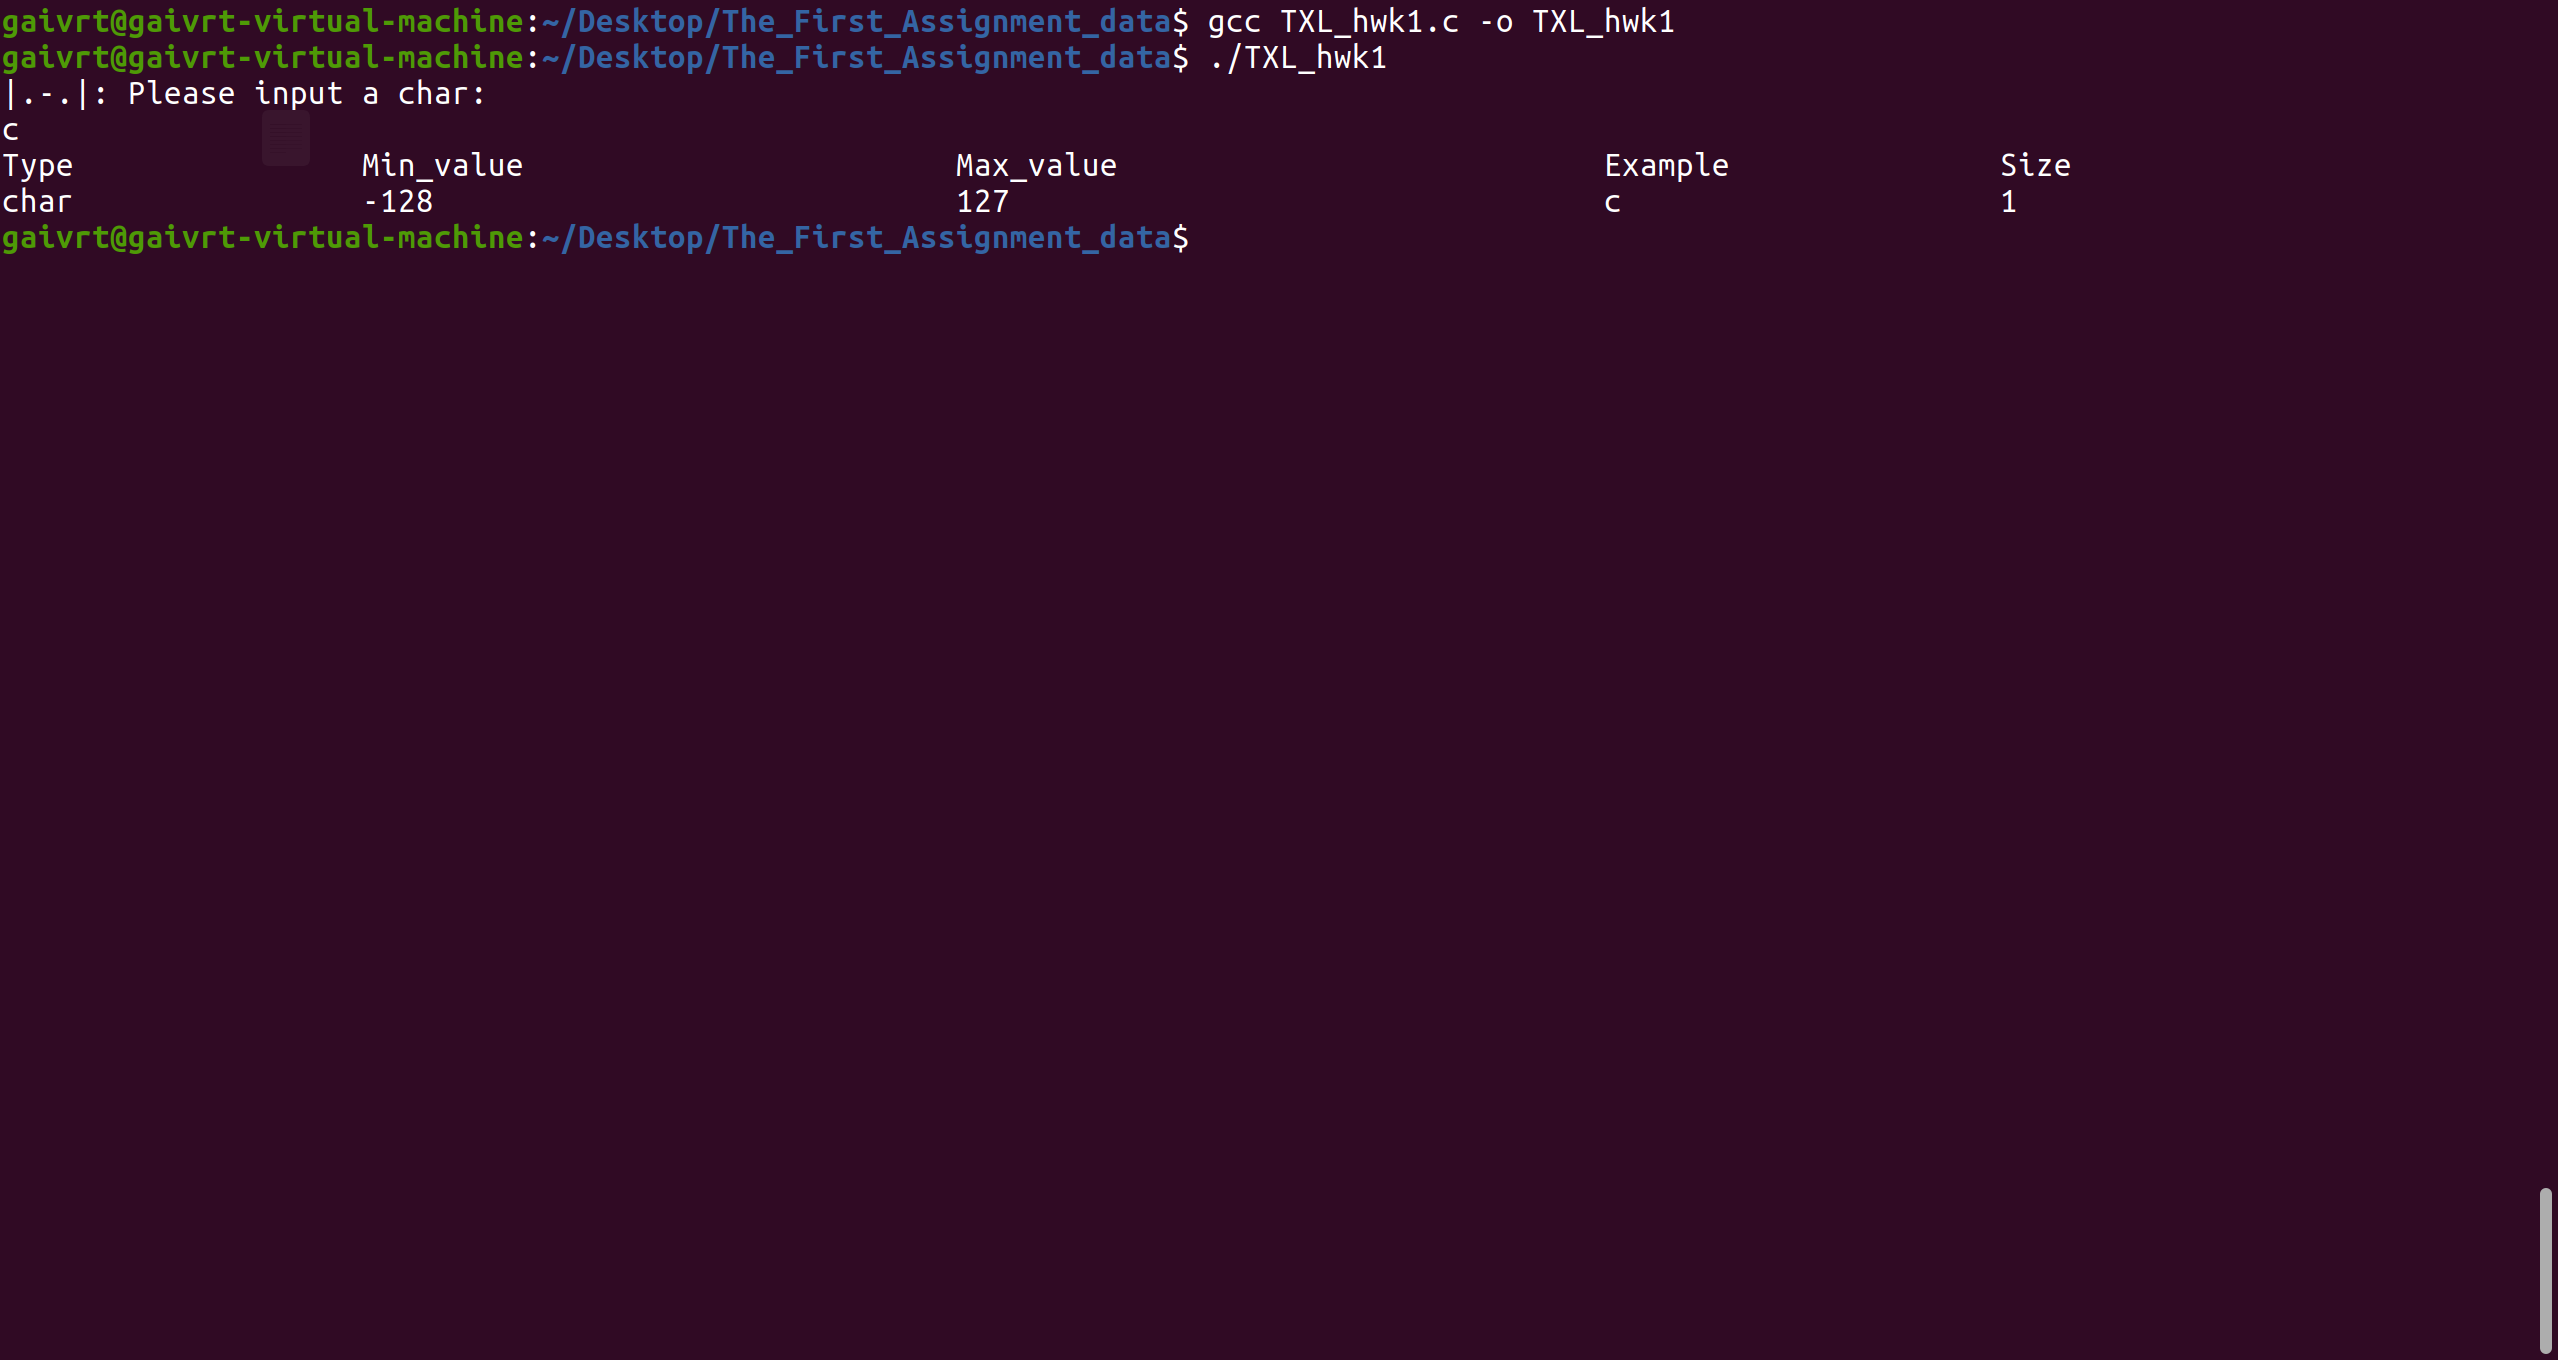 gaivrt@gaivrt-virtual-machine:~/Desktop/The_First_Assignment_data$ gcc TXL_hwk1.c -o TXL_hwk1
gaivrt@gaivrt-virtual-machine:~/Desktop/The_First_Assignment_data$ ./TXL_hwk1
|.-.|: Please input a char:
c
Type                Min_value                        Max_value                           Example               Size
char                -128                             127                                 c                     1
gaivrt@gaivrt-virtual-machine:~/Desktop/The_First_Assignment_data$